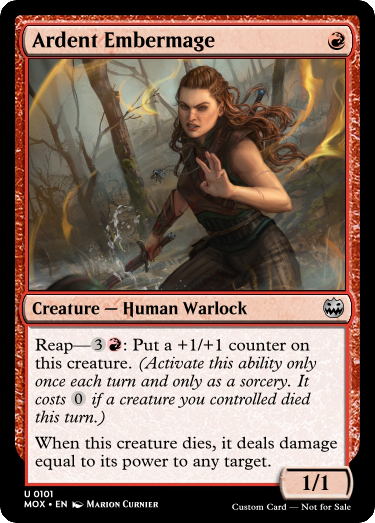 Ardent Embermage
Creature — Human Warlock
Reap—3: Put a +1/+1 counter on
this creature. (Activate this ability only
once each turn and only as a sorcery. It
costs 0 if a creature you controlled died
this turn.)
When this creature dies, it deals damage
equal to its power to any target.
1/1
U 0101
MOX • EN Marion Curnier
Custom Card — Not for Sale